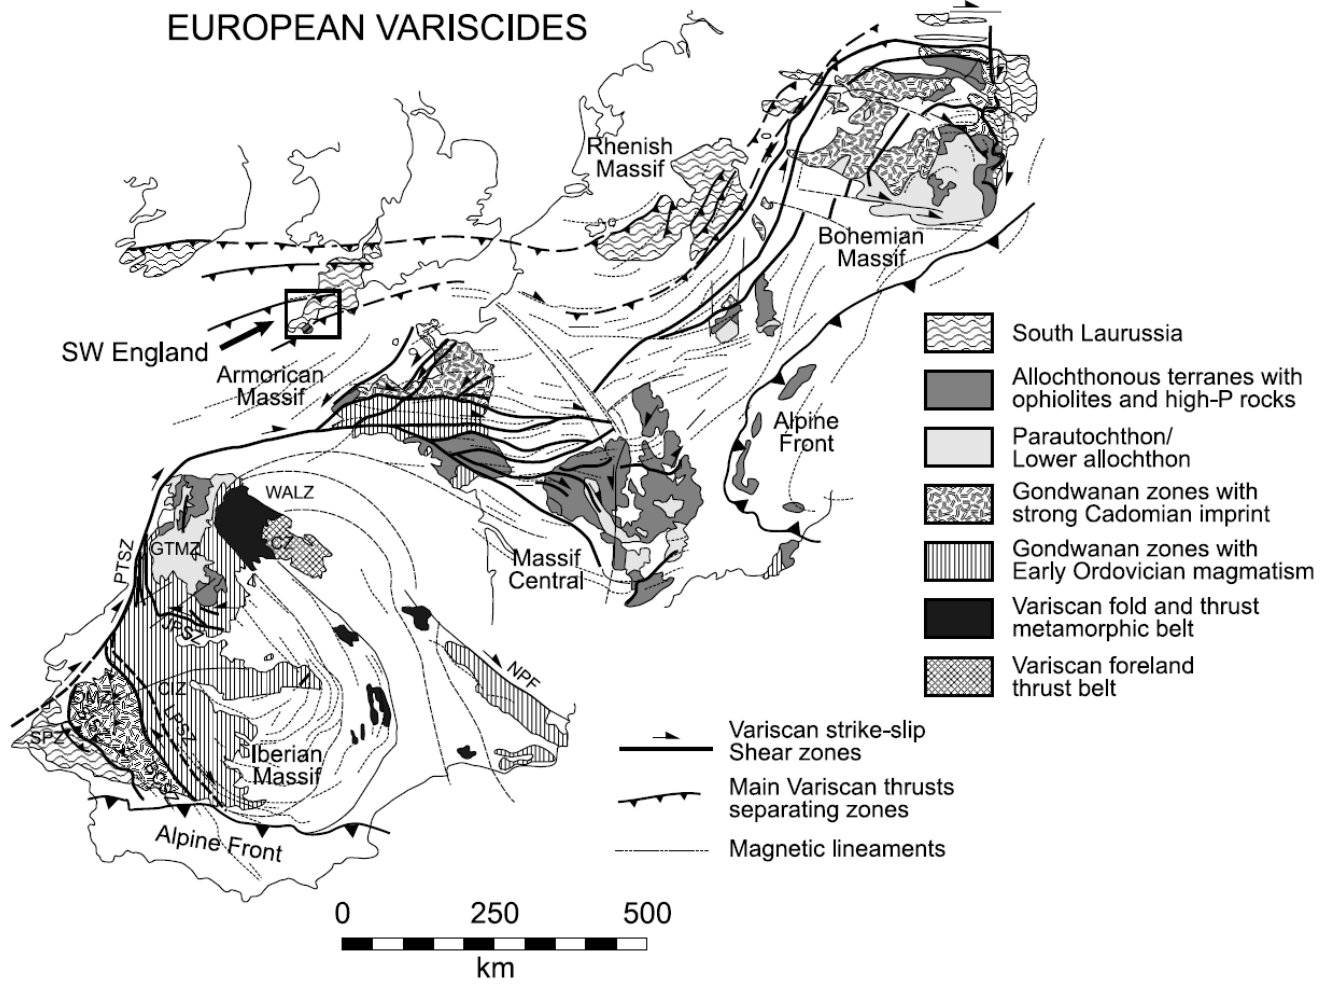 EUROPEAN VARISCIDES
Rhenish
Massif
Bohemian
Massif
SW England
Armorican
Massif
Alpine
Front
Massif
Central
WALZ
CZ
GTMZ
PTSZ
JPSZ
CIZ
LPSZ
OMZ
SPZ
NPF
Iberian
Massif
Alpine Front
South Laurussia
Allochthonous terranes with
ophiolites and high-P rocks
Parautochthon/
Lower allochthon
Gondwanan zones with
strong Cadomian imprint
Gondwanan zones with
Early Ordovician magmatism
Variscan fold and thrust
metamorphic belt
Variscan foreland
thrust belt
Variscan strike-slip
Shear zones
Main Variscan thrusts
separating zones
Magnetic lineaments
0 250 500
km